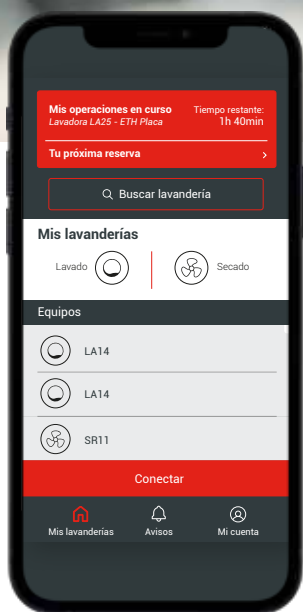 Mis operaciones en curso
Tiempo restante:
Lavadora LA25 - ETH Placa
1h 40min
Tu próxima reserva
Buscar lavandería
Mis lavanderías
Lavado
Secado
Equipos
LA14
LA14
SR11
Conectar
Mis lavanderías
Avisos
Mi cuenta